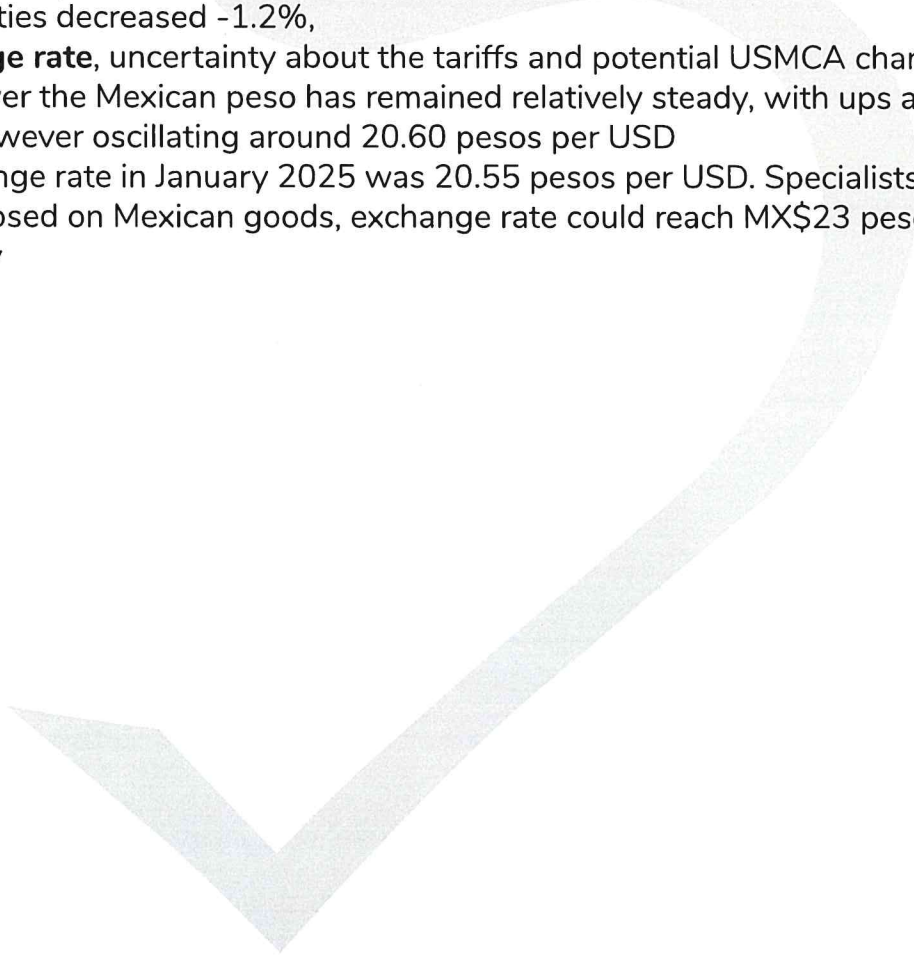 ties decreased -1.2%,
ge rate, uncertainty about the tariffs and potential USMCA char
er the Mexican peso has remained relatively steady, with ups a
wever oscillating around 20.60 pesos per USD
nge rate in January 2025 was 20.55 pesos per USD. Specialists
osed on Mexican goods, exchange rate could reach MX$23 pes